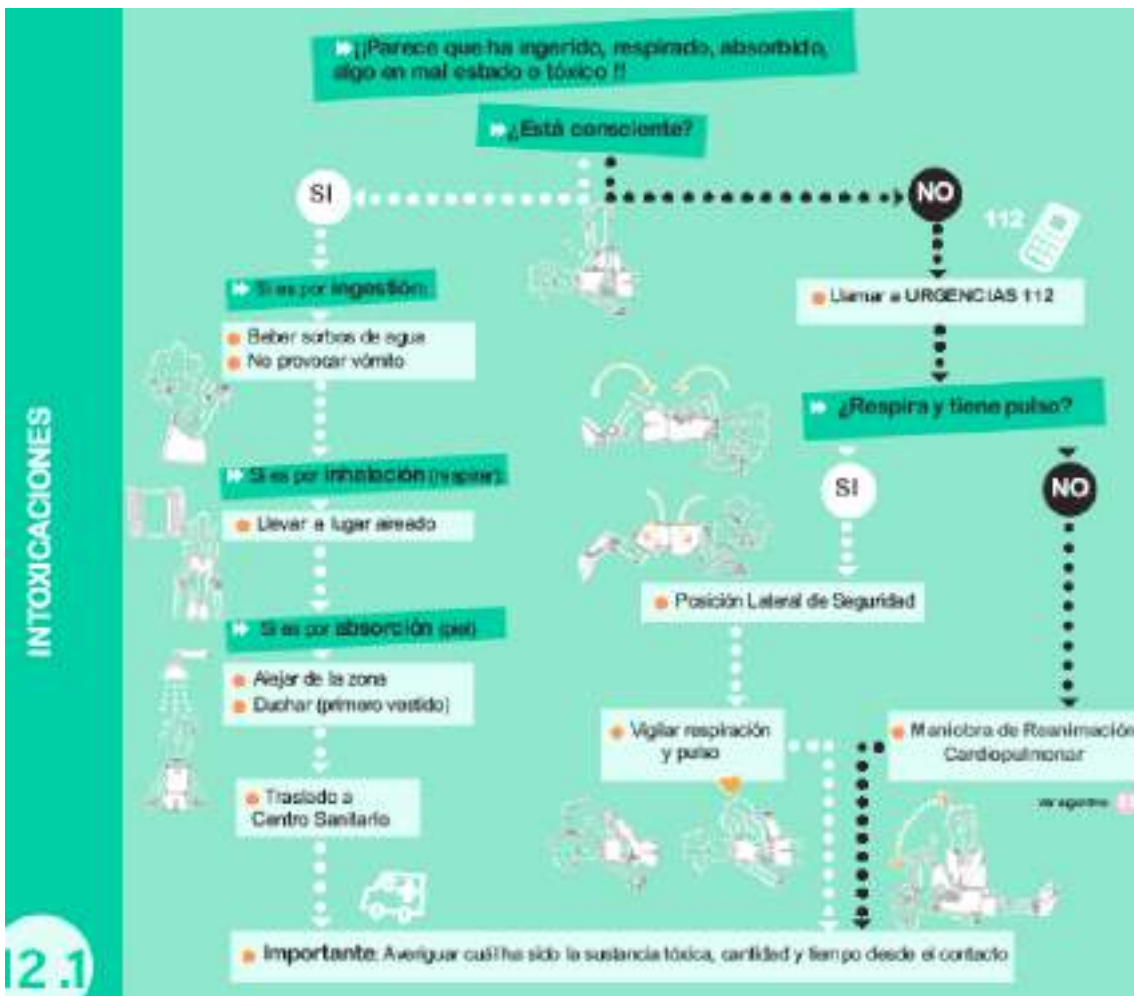 ¡¡Parece que ha ingerido, respirado, absorbido,
algo en mal estado o tóxico !!
¿Está consciente?
SI
NO
112
Si es por ingestión:
Beber sorbos de agua
No provocar vómito
Llamar a URGENCIAS 112
¿Respira y tiene pulso?
SI
NO
Si es por inhalación (respirar):
Llevar a lugar aireado
Posición Lateral de Seguridad
Si es por absorción (piel)
Alejar de la zona
Duchar (primero vestido)
Vigilar respiración
y pulso
Maniobra de Reanimación
Cardiopulmonar
Ver algoritmo
Traslado a
Centro Sanitario
Importante: Averiguar cuál ha sido la sustancia tóxica, cantidad y tiempo desde el contacto
INTOXICACIONES
12.1